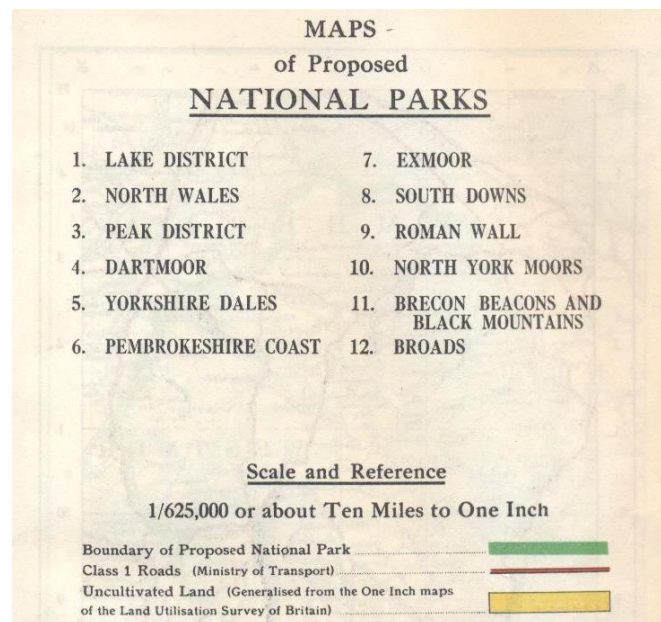 MAPS
of Proposed
NATIONAL PARKS
1. LAKE DISTRICT
2. NORTH WALES
3. PEAK DISTRICT
4. DARTMOOR
5. YORKSHIRE DALES
6. PEMBROKESHIRE COAST
7. EXMOOR
8. SOUTH DOWNS
9. ROMAN WALL
10. NORTH YORK MOORS
11. BRECON BEACONS AND
BLACK MOUNTAINS
12. BROADS
Scale and Reference
1/625,000 or about Ten Miles to One Inch
Boundary of Proposed National Park
Class 1 Roads (Ministry of Transport)
Uncultivated Land (Generalised from the One Inch maps
of the Land Utilisation Survey of Britain)